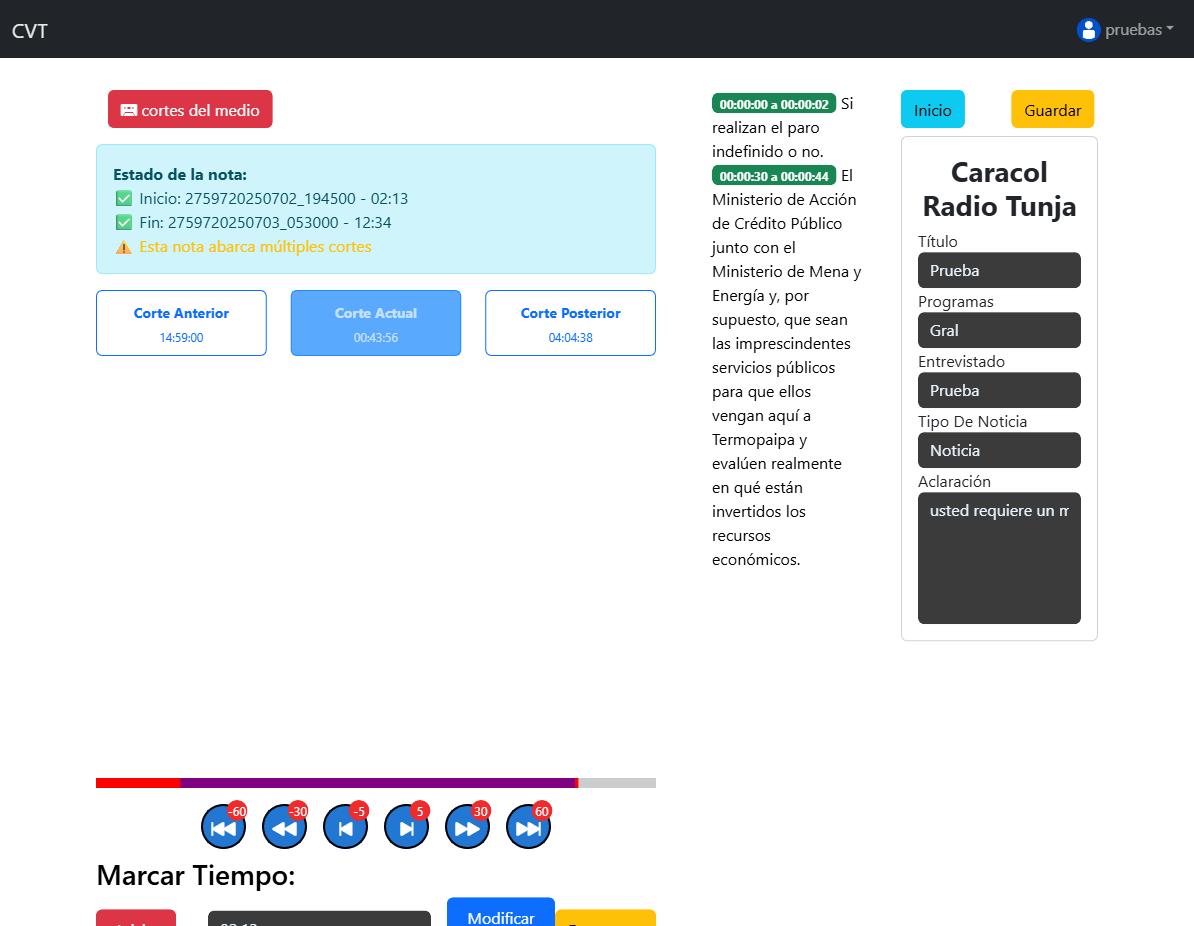 CVT
pruebas
cortes del medio
Estado de la nota:
Inicio: 2759720250702_194500 - 02:13
Fin: 2759720250703_053000 - 12:34
Esta nota abarca múltiples cortes
Corte Anterior
14:59:00
Corte Actual
00:43:56
Corte Posterior
04:04:38
-60
-30
-5
5
30
60
Marcar Tiempo:
Modificar
00:00:00 a 00:00:02 Si
realizan el paro
indefinido o no.
00:00:30 a 00:00:44 El
Ministerio de Acción
de Crédito Público
junto con el
Ministerio de Mena y
Energía y, por
supuesto, que sean
las imprescindentes
servicios públicos
para que ellos
vengan aquí a
Termopaipa y
evalúen realmente
en qué están
invertidos los
recursos
económicos.
Inicio
Guardar
Caracol
Radio Tunja
Título
Prueba
Programas
Gral
Entrevistado
Prueba
Tipo De Noticia
Noticia
Aclaración
usted requiere un